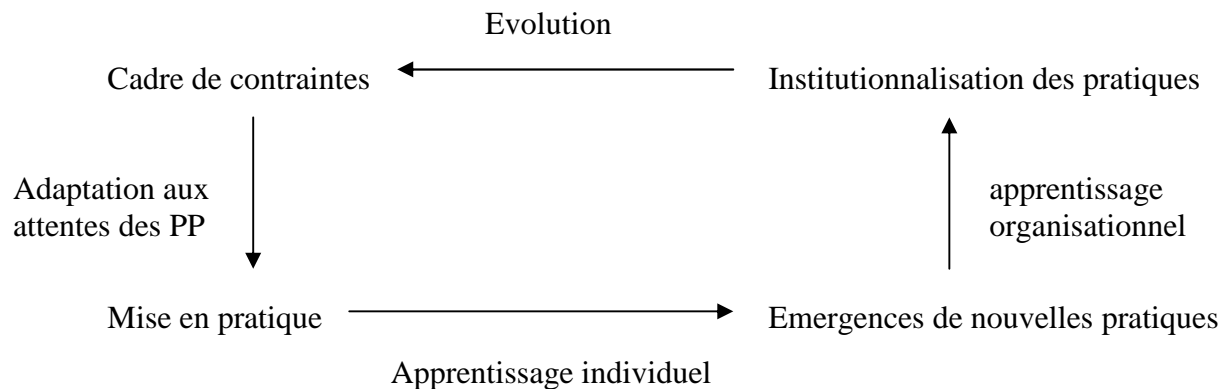 Evolution
Cadre de contraintes
Institutionnalisation des pratiques
Adaptation aux
attentes des PP
apprentissage
organisationnel
Mise en pratique
Emergences de nouvelles pratiques
Apprentissage individuel